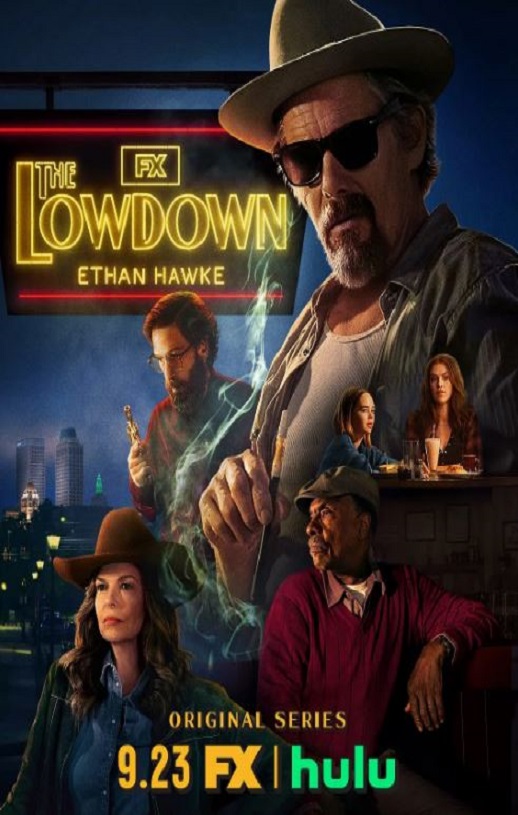 FX
THE
LOWDOWN
ETHAN HAWKE
ORIGINAL SERIES
9.23 FX | hulu